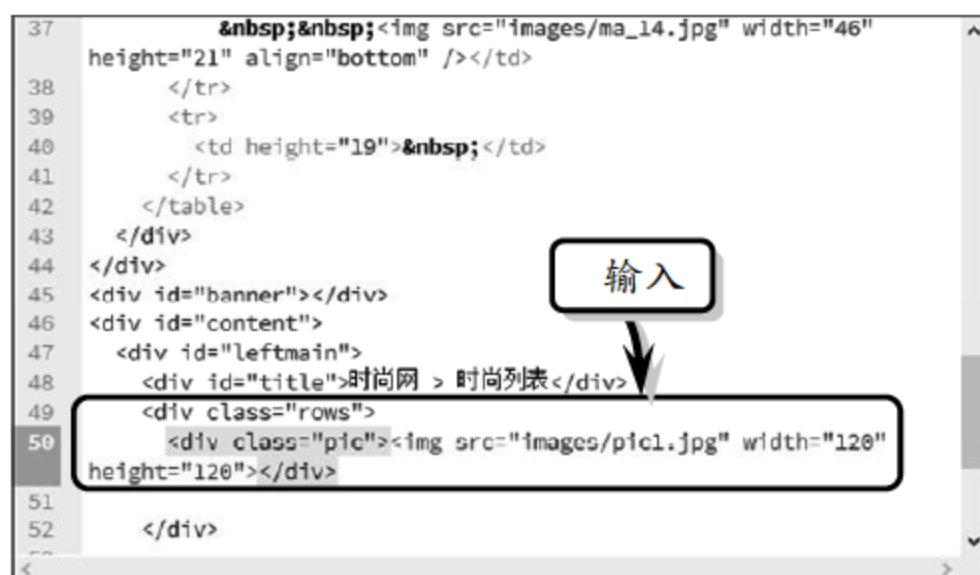 37 &nbsp;&nbsp;<img src="images/ma_14.jpg" width="46"
height="21" align="bottom" /></td>
38 </tr>
39 <tr>
40 <td height="19">&nbsp;</td>
41 </tr>
42 </table>
43 </div>
44 </div>
输入
45 <div id="banner"></div>
46 <div id="content">
47 <div id="leftmain">
48 <div id="title">时尚网 > 时尚列表</div>
49 <div class="rows">
50 <div class="pic"><img src="images/pic1.jpg" width="120"
height="120"></div>
51
52 </div>